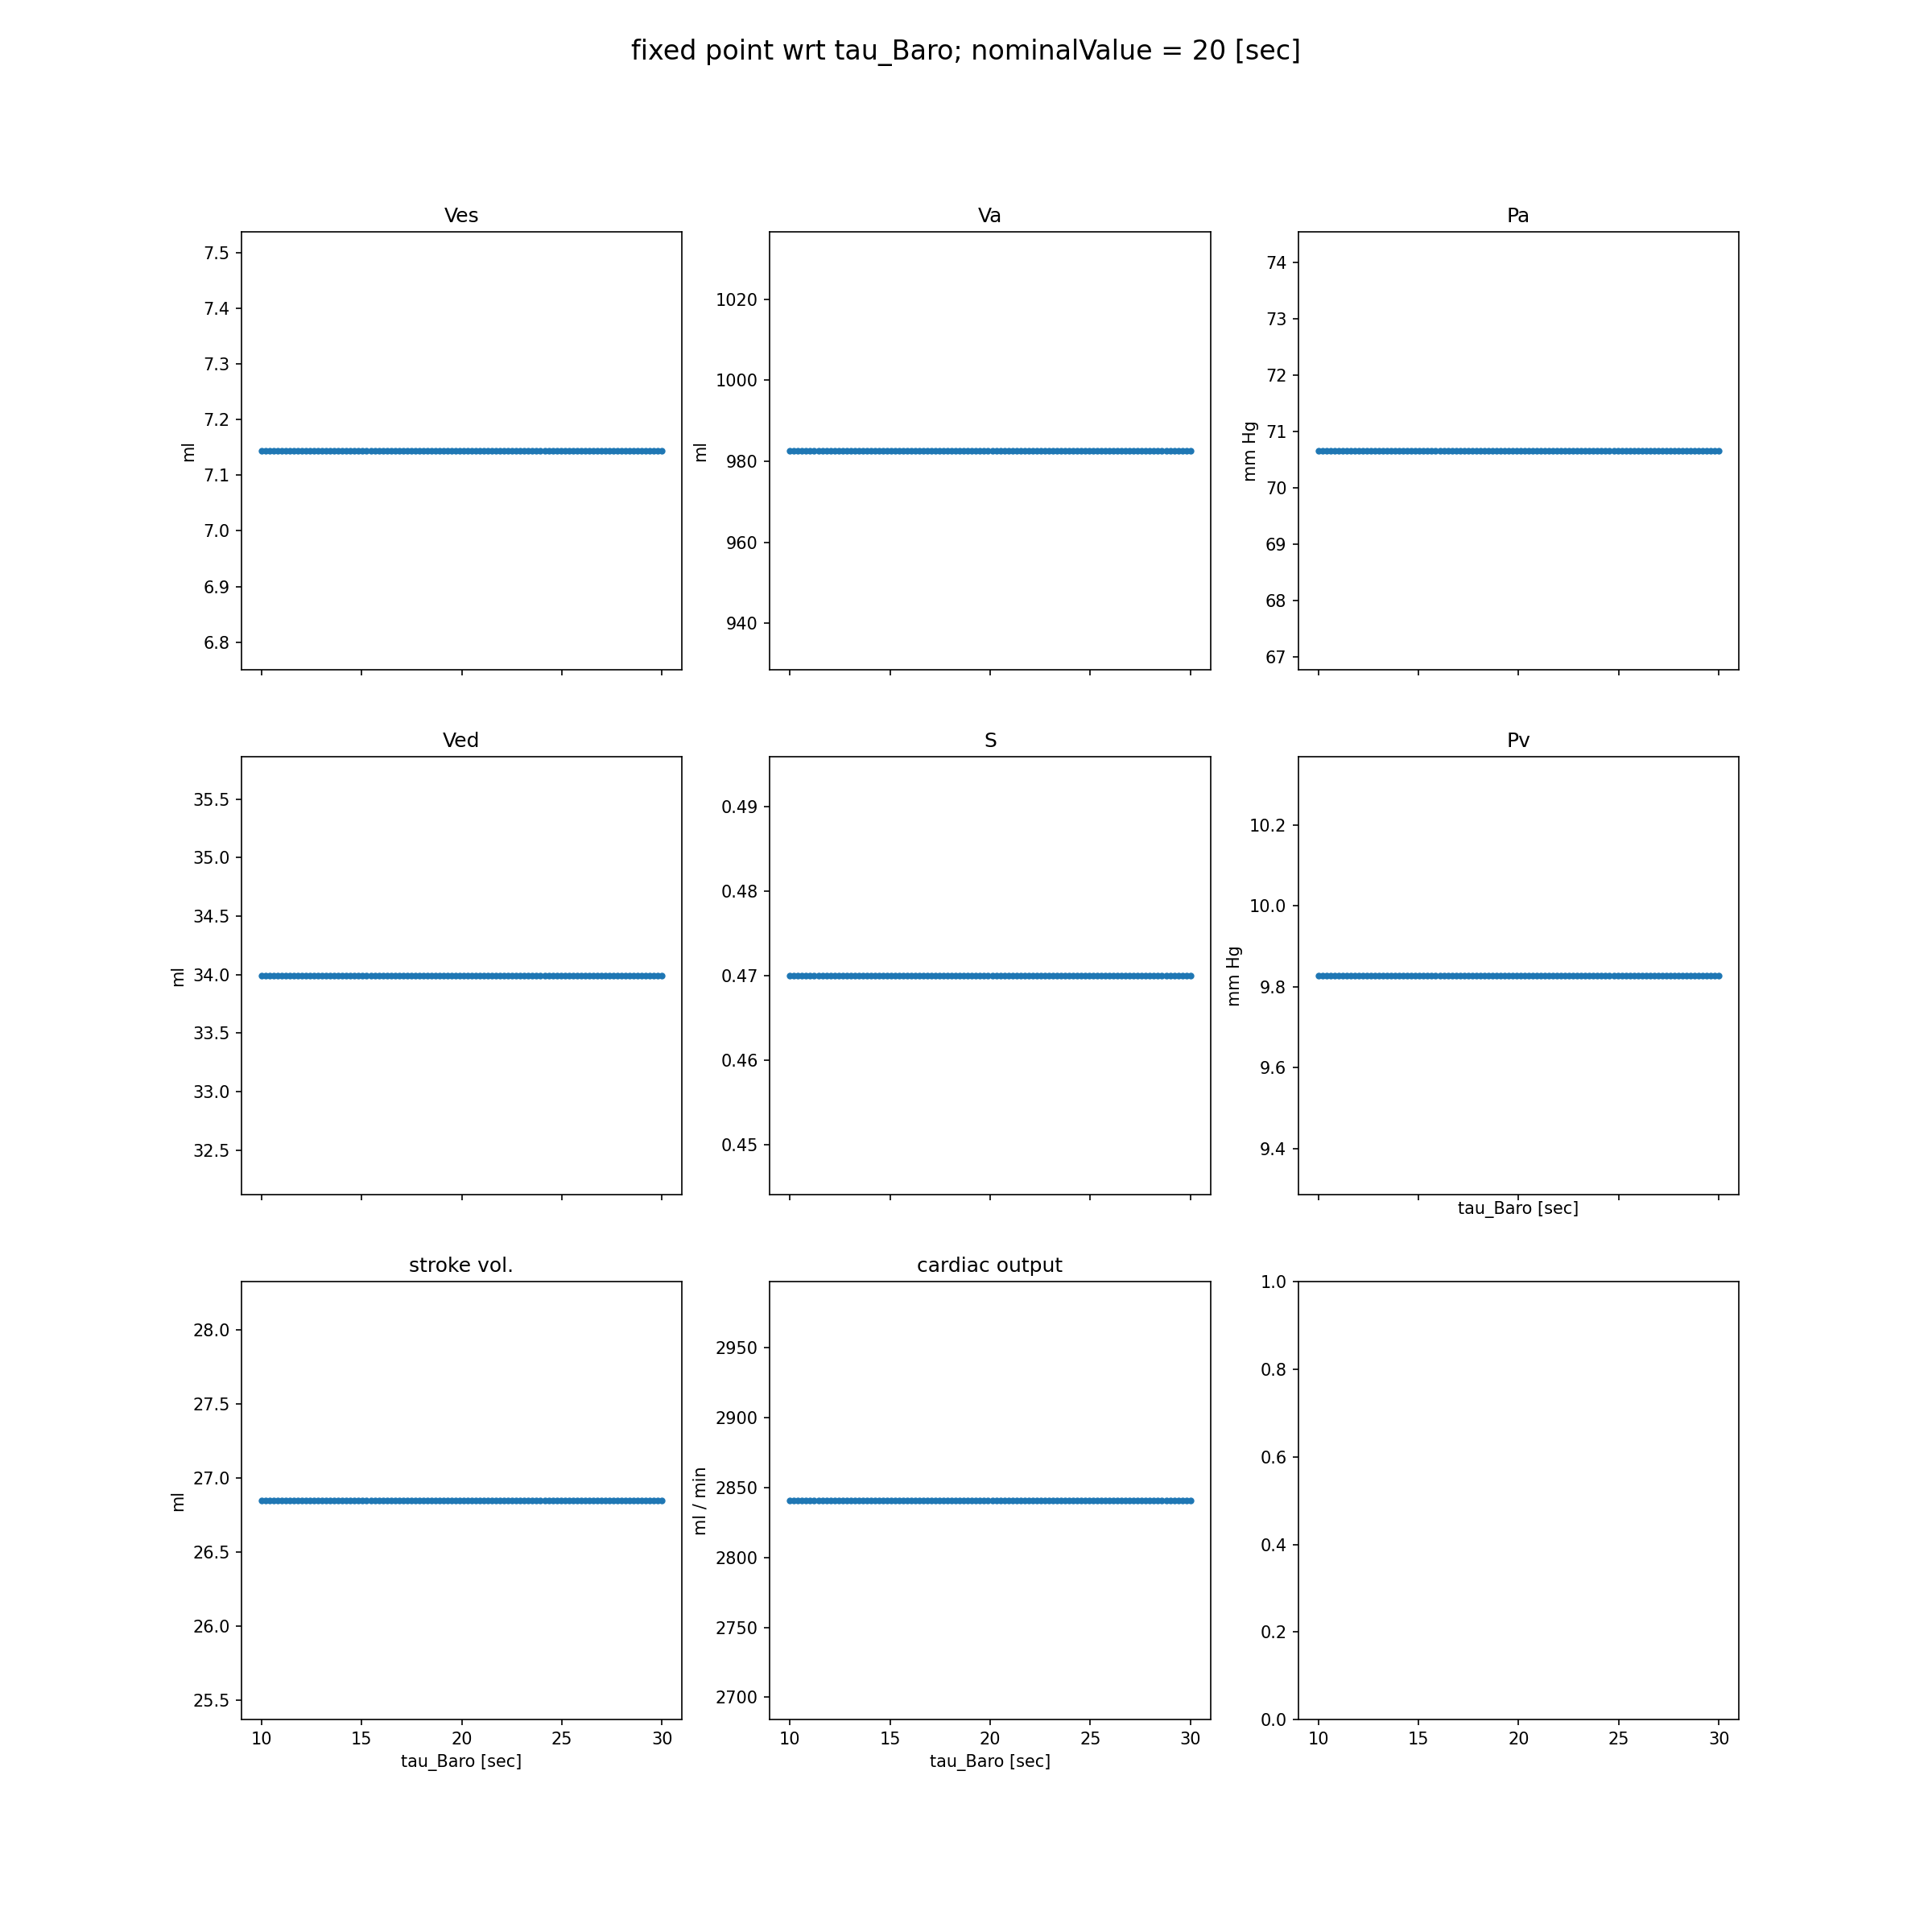 fixed point wrt tau_Baro; nominalValue = 20 [sec]
Ves
7.5
7.4
7.3
7.2
7.1
7.0
6.9
6.8
ml
Va
1020
1000
980
960
940
ml
Pa
74
73
72
71
70
69
68
67
mm Hg
Ved
35.5
35.0
34.5
34.0
33.5
33.0
32.5
ml
S
0.49
0.48
0.47
0.46
0.45
Pv
10.2
10.0
9.8
9.6
9.4
mm Hg
tau_Baro [sec]
stroke vol.
28.0
27.5
27.0
26.5
26.0
25.5
ml
10 15 20 25 30
tau_Baro [sec]
cardiac output
2950
2900
2850
2800
2750
2700
ml / min
10 15 20 25 30
tau_Baro [sec]
1.0
0.8
0.6
0.4
0.2
0.0
10 15 20 25 30